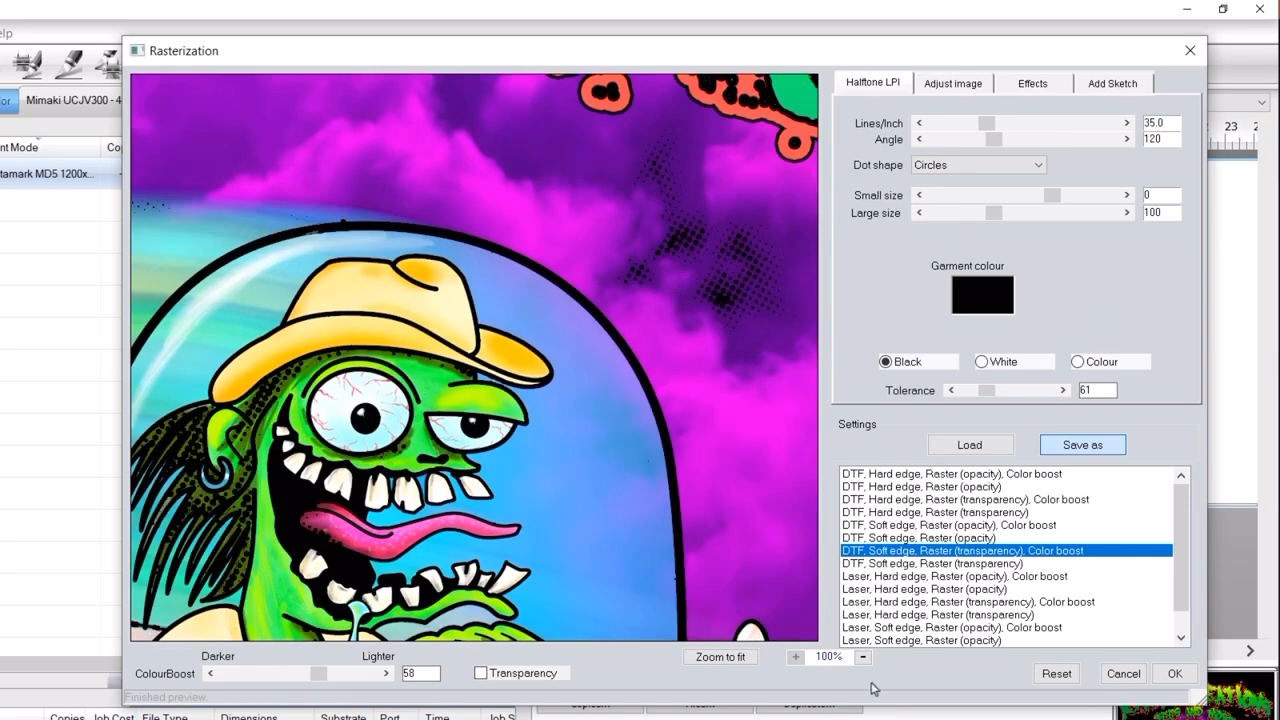 elp
Rasterization
or
Mimaki UCJV300 - 4
nt Mode
Co
tamark MD5 1200x...
Halftone LPI
Adjust image
Effects
Add Sketch
Lines/Inch
35.0
Angle
120
Dot shape
Circles
Small size
0
Large size
100
Garment colour
Black
White
Colour
Tolerance
61
Settings
Load
Save as
DTF, Hard edge, Raster (opacity), Color boost
DTF, Hard edge, Raster (opacity)
DTF, Hard edge, Raster (transparency), Color boost
DTF, Hard edge, Raster (transparency)
DTF, Soft edge, Raster (opacity), Color boost
DTF, Soft edge, Raster (opacity)
DTF, Soft edge, Raster (transparency), Color boost
DTF, Soft edge, Raster (transparency)
Laser, Hard edge, Raster (opacity), Color boost
Laser, Hard edge, Raster (opacity)
Laser, Hard edge, Raster (transparency), Color boost
Laser, Hard edge, Raster (transparency)
Laser, Soft edge, Raster (opacity), Color boost
Laser, Soft edge, Raster (opacity)
23
2
Darker
Lighter
ColourBoost
58
Transparency
Zoom to fit
+ 100% -
Reset
Cancel
OK
Finished preview.
Copies
Job Cost
File Type
Dimensions
Substrate
Port
Time
Job S